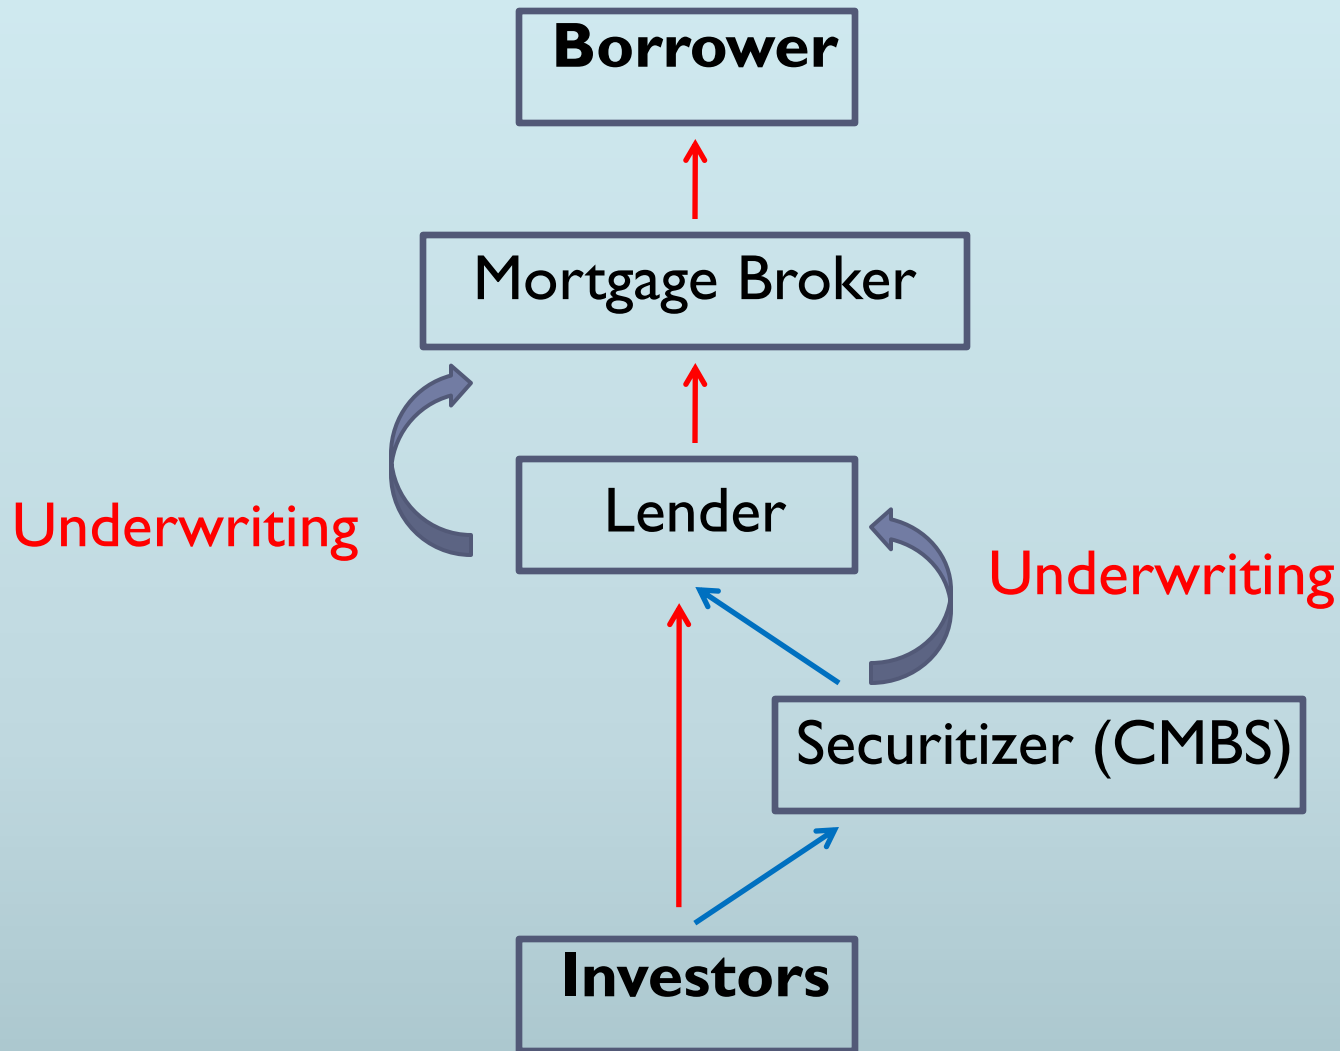 Borrower
Mortgage Broker
Lender
Underwriting
Underwriting
Securitizer (CMBS)
Investors